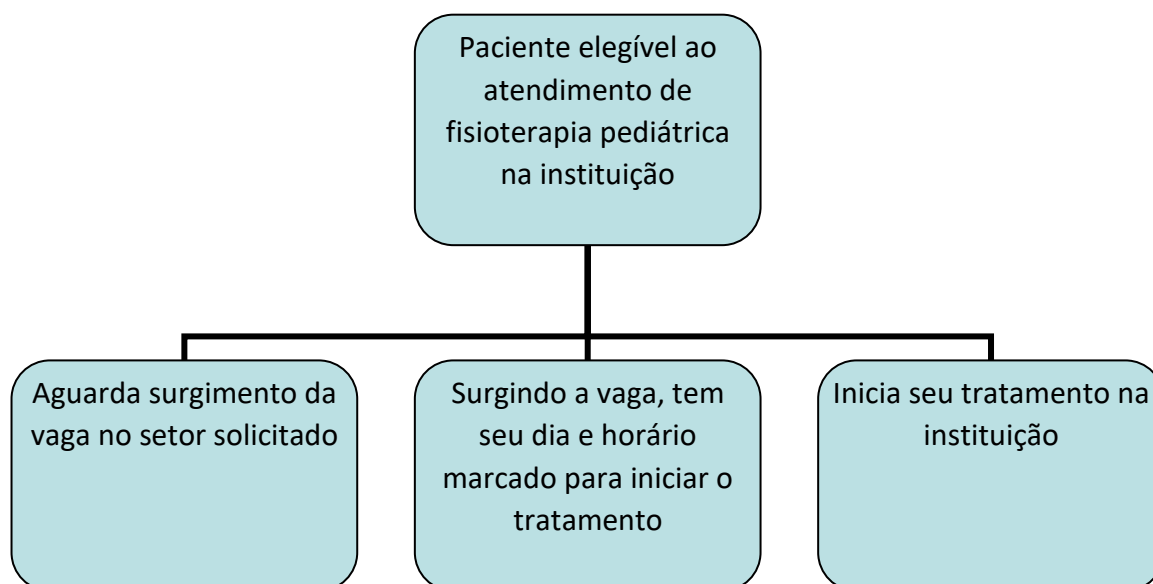 Paciente elegível ao
atendimento de
fisioterapia pediátrica
na instituição
Aguarda surgimento da
vaga no setor solicitado
Surgindo a vaga, tem
seu dia e horário
marcado para iniciar o
tratamento
Inicia seu tratamento na
instituição